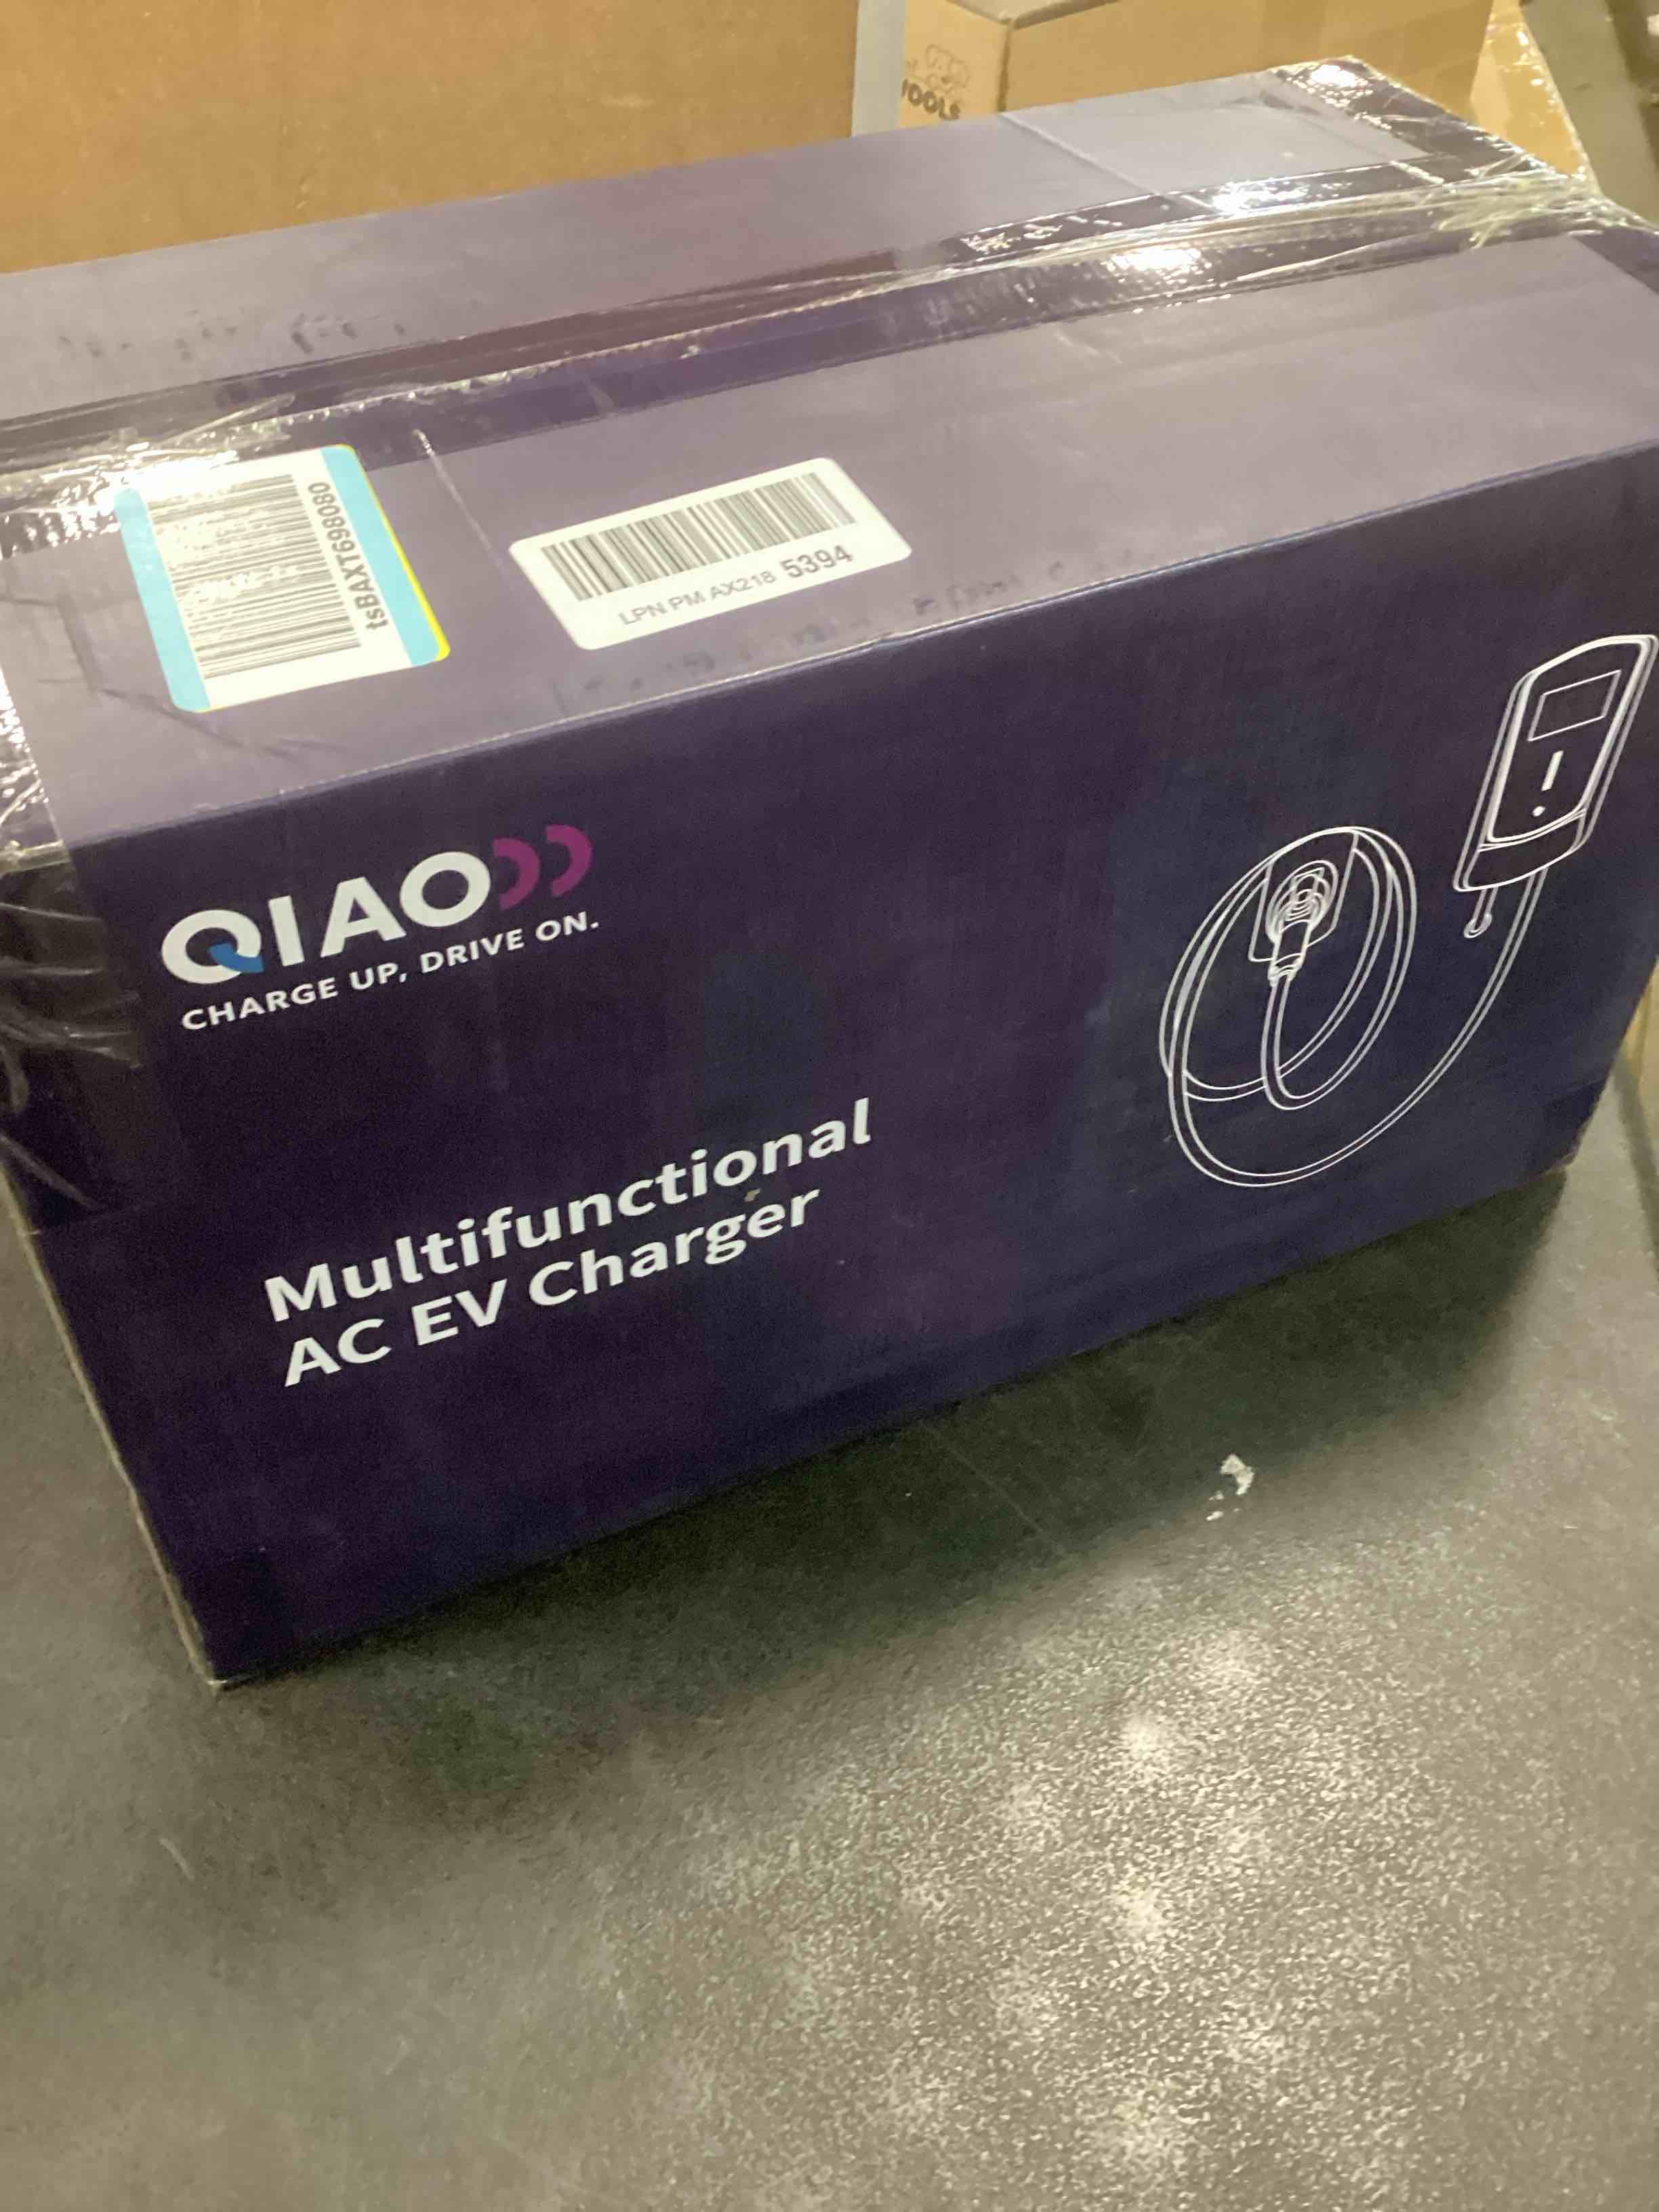 tsBAXT698080
LPN PM AX218 5394
QIAO
CHARGE UP, DRIVE ON.
Multifunctional
AC EV Charger